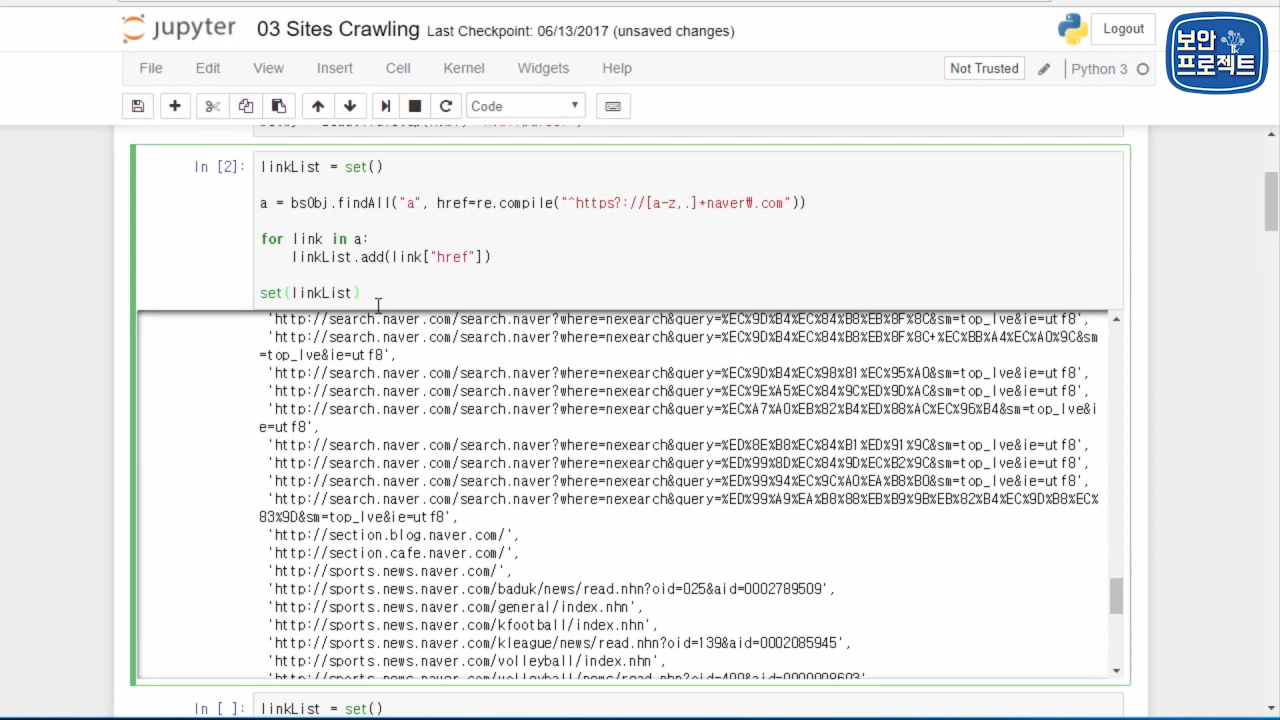 jupyter 03 Sites Crawling Last Checkpoint: 06/13/2017 (unsaved changes)
Logout
보안
프로젝트
File Edit View Insert Cell Kernel Widgets Help
Not Trusted
Python 3
Code
In [2]:
linkList = set()
a = bsObj.findAll("a", href=re.compile("^https?://[a-z,.]*naver₩.com"))
for link in a:
linkList.add(link["href"])
set(linkList)
'http://search.naver.com/search.naver?where=nexearch&query=%EC%9D%B4%EC%84%B8%EB%8F%8C&sm=top_lve&ie=utf8',
'http://search.naver.com/search.naver?where=nexearch&query=%EC%9D%B4%EC%84%B8%EB%8F%8C+%EC%BB%A4%EC%A0%9C&sm
=top_lve&ie=utf8',
'http://search.naver.com/search.naver?where=nexearch&query=%EC%9D%B4%EC%98%81%EC%95%A0&sm=top_lve&ie=utf8',
'http://search.naver.com/search.naver?where=nexearch&query=%EC%9E%A5%EC%84%9C%ED%9D%AC&sm=top_lve&ie=utf8',
'http://search.naver.com/search.naver?where=nexearch&query=%EC%A7%A0%EB%82%B4%ED%88%AC%EC%96%B4&sm=top_lve&i
e=utf8',
'http://search.naver.com/search.naver?where=nexearch&query=%ED%8E%B8%EC%84%B1%ED%91%9C&sm=top_lve&ie=utf8',
'http://search.naver.com/search.naver?where=nexearch&query=%ED%99%8D%EC%84%9D%EC%B2%9C&sm=top_lve&ie=utf8',
'http://search.naver.com/search.naver?where=nexearch&query=%ED%99%94%EC%9C%A0%EA%B8%B0&sm=top_lve&ie=utf8',
'http://search.naver.com/search.naver?where=nexearch&query=%ED%99%A9%EA%B8%88%EB%B9%9B%EB%82%B4%EC%9D%B8%EC%
83%9D&sm=top_lve&ie=utf8',
'http://section.blog.naver.com/',
'http://section.cafe.naver.com/',
'http://sports.news.naver.com/',
'http://sports.news.naver.com/baduk/news/read.nhn?oid=025&aid=0002789509',
'http://sports.news.naver.com/general/index.nhn',
'http://sports.news.naver.com/kfootball/index.nhn',
'http://sports.news.naver.com/kleague/news/read.nhn?oid=139&aid=0002085945',
'http://sports.news.naver.com/volleyball/index.nhn',
In [ ]:
linkList = set()